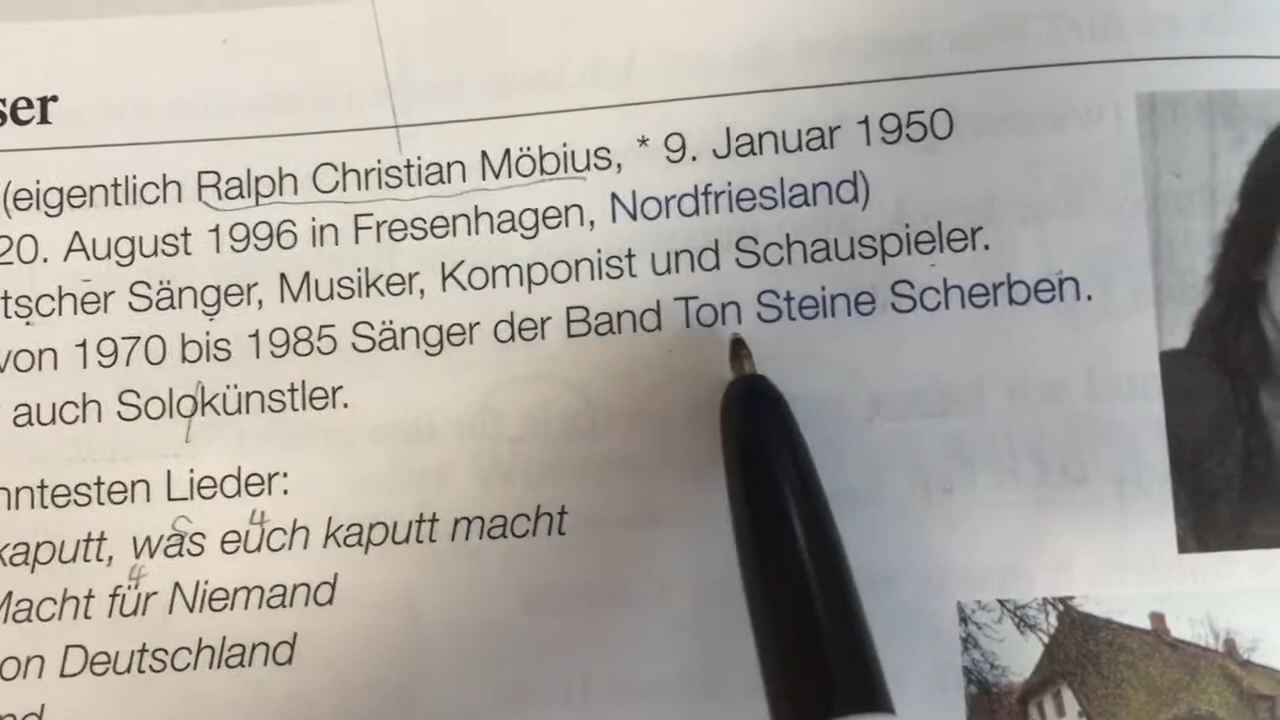 ser
(eigentlich Ralph Christian Möbius, * 9. Januar 1950
20. August 1996 in Fresenhagen, Nordfriesland)
tscher Sänger, Musiker, Komponist und Schauspieler.
von 1970 bis 1985 Sänger der Band Ton Steine Scherben.
auch Solokünstler.
nntesten Lieder:
kaputt, was euch kaputt macht
Macht für Niemand
on Deutschland
nd